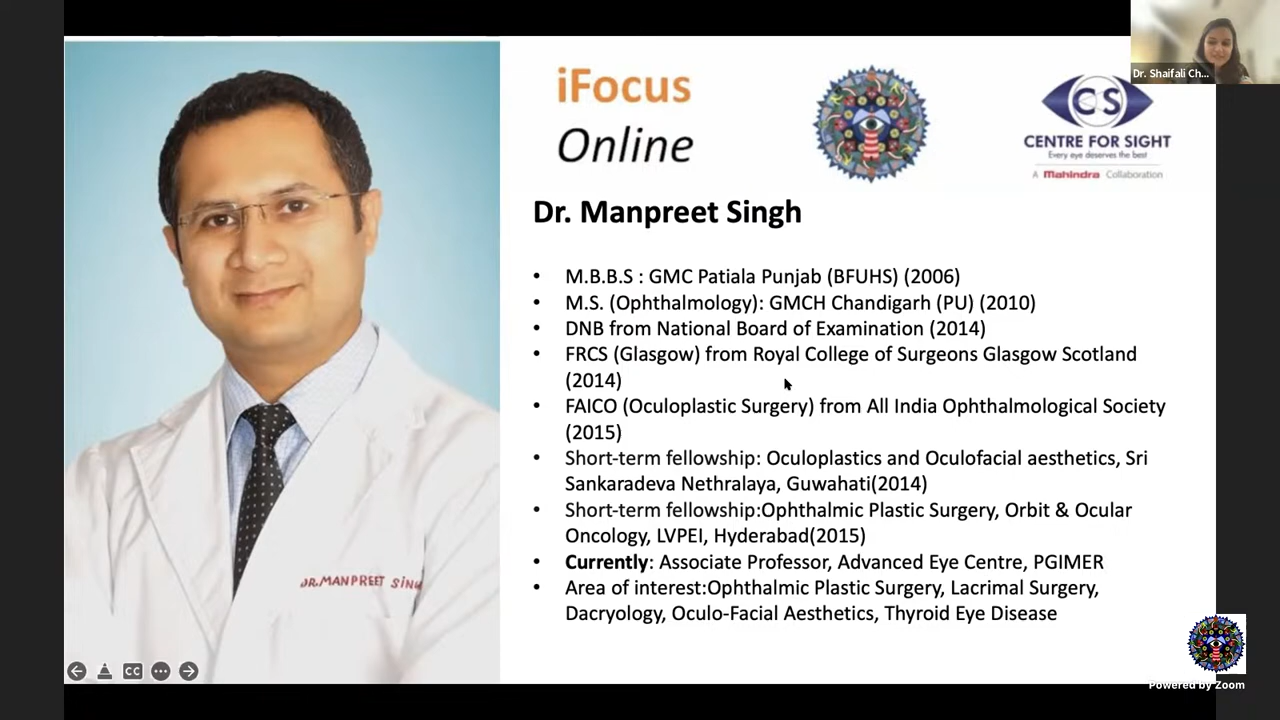 Dr. Shaifali Ch...
iFocus
Online
CS
CENTRE FOR SIGHT
Every eye deserves the best
A Mahindra Collaboration
Dr. Manpreet Singh
• M.B.B.S : GMC Patiala Punjab (BFUHS) (2006)
• M.S. (Ophthalmology): GMCH Chandigarh (PU) (2010)
• DNB from National Board of Examination (2014)
• FRCS (Glasgow) from Royal College of Surgeons Glasgow Scotland
(2014)
• FAICO (Oculoplastic Surgery) from All India Ophthalmological Society
(2015)
• Short-term fellowship: Oculoplastics and Oculofacial aesthetics, Sri
Sankaradeva Nethralaya, Guwahati(2014)
• Short-term fellowship:Ophthalmic Plastic Surgery, Orbit & Ocular
Oncology, LVPEI, Hyderabad(2015)
• Currently: Associate Professor, Advanced Eye Centre, PGIMER
• Area of interest:Ophthalmic Plastic Surgery, Lacrimal Surgery,
Dacryology, Oculo-Facial Aesthetics, Thyroid Eye Disease
DR.MANPREET SINGH
CC
Powered by Zoom